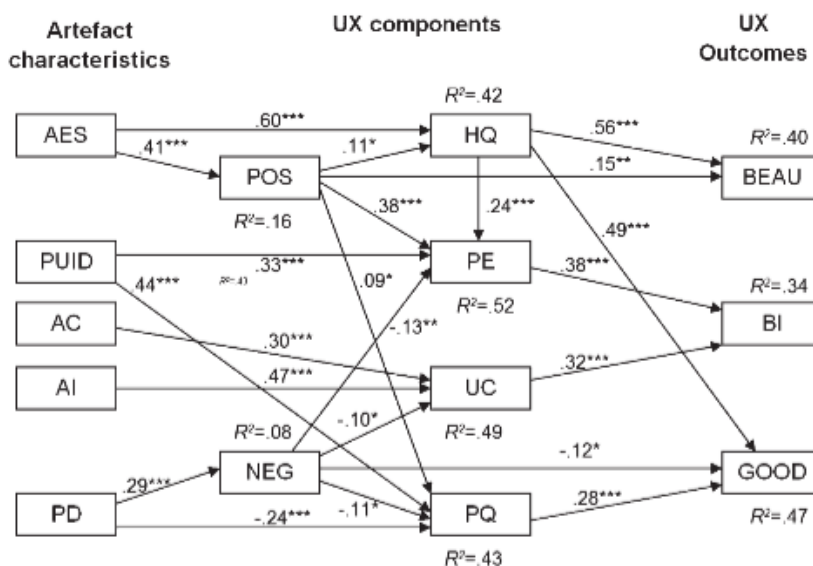 Artefact
characteristics
UX components
UX
Outcomes
R²=.42
AES
.60***
HQ
.56***
R²=.40
.41***
.11*
POS
.15**
BEAU
R²=.16
.38***
.24***
.49***
PUID
.44***
R²=.43
.33***
.09*
PE
.38***
R²=.34
R²=.52
AC
-.13**
BI
.30***
AI
.47***
UC
.32***
R²=.08
-.10*
R²=.49
NEG
-.12*
GOOD
.29***
-.11*
.28***
PD
-.24***
PQ
R²=.47
R²=.43